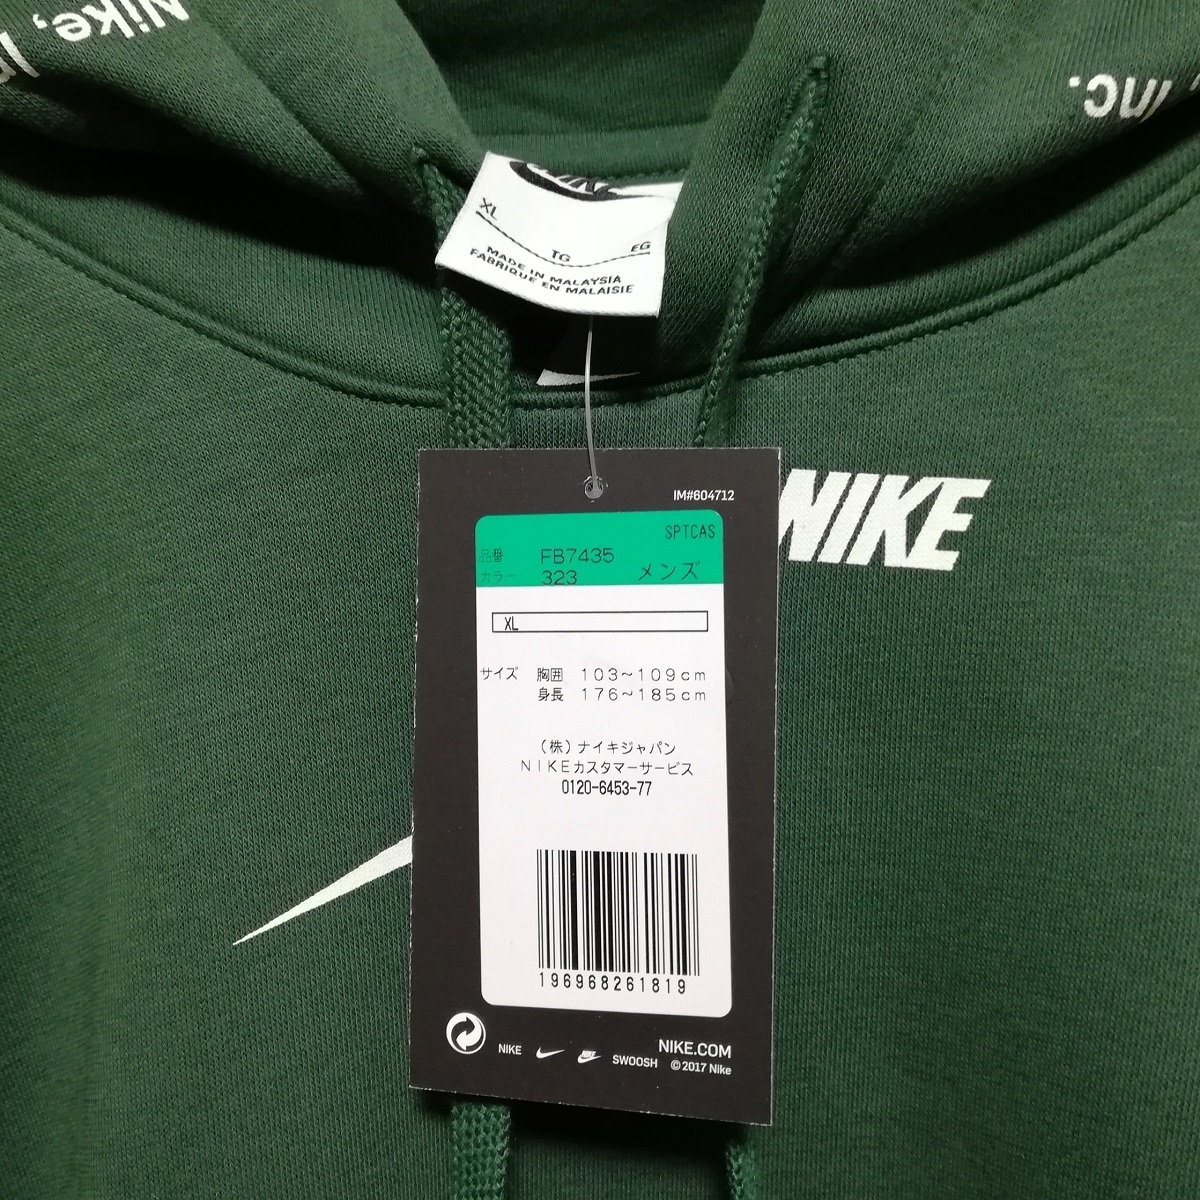 Nike, In
, Inc.
XL
TG
EG
MADE IN MALAYSIA
FABRIQUE EN MALAISIE
NIKE
IM#604712
SPTCAS
品番 FB7435
カラー 323 メンズ
XL
サイズ 胸囲 103~109cm
身長 176~185cm
(株)ナイキジャパン
NIKEカスタマーサービス
0120-6453-77
196968261819
NIKE NIKE SWOOSH
NIKE.COM
©2017 Nike